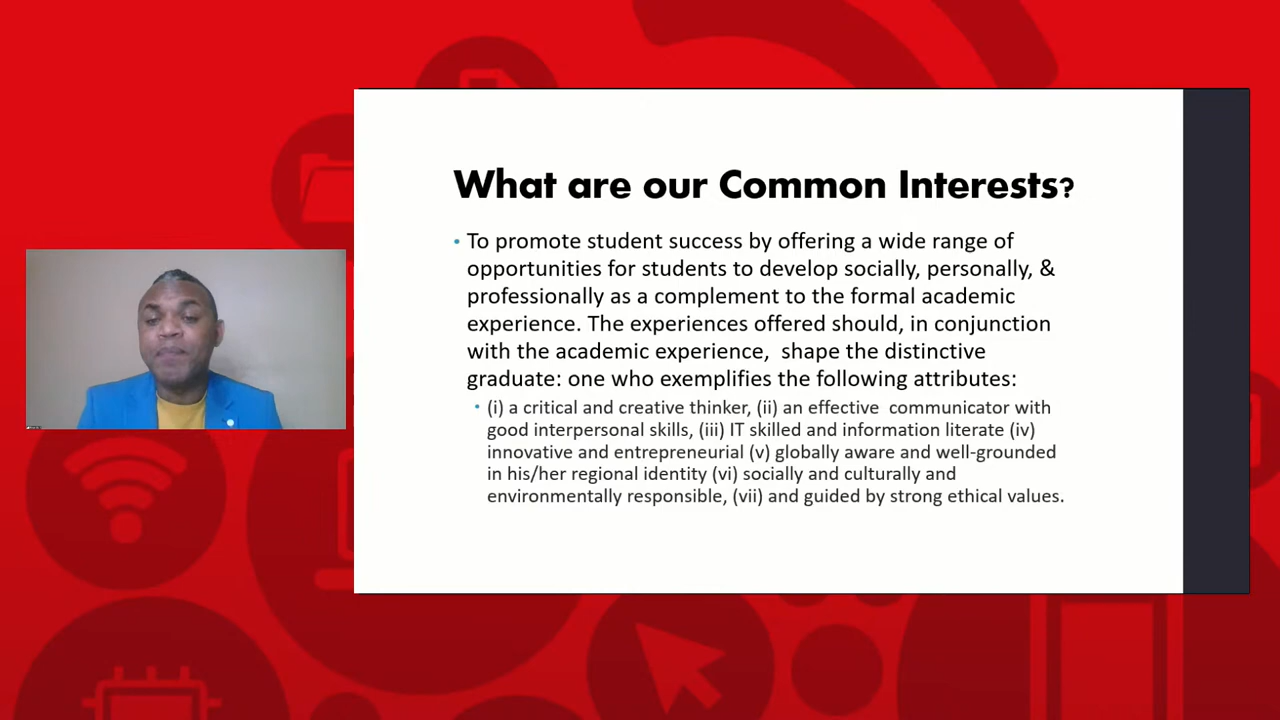 What are our Common Interests?
• To promote student success by offering a wide range of
opportunities for students to develop socially, personally, &
professionally as a complement to the formal academic
experience. The experiences offered should, in conjunction
with the academic experience,  shape the distinctive
graduate: one who exemplifies the following attributes:
• (i) a critical and creative thinker, (ii) an effective  communicator with
good interpersonal skills, (iii) IT skilled and information literate (iv)
innovative and entrepreneurial (v) globally aware and well-grounded
in his/her regional identity (vi) socially and culturally and
environmentally responsible, (vii) and guided by strong ethical values.